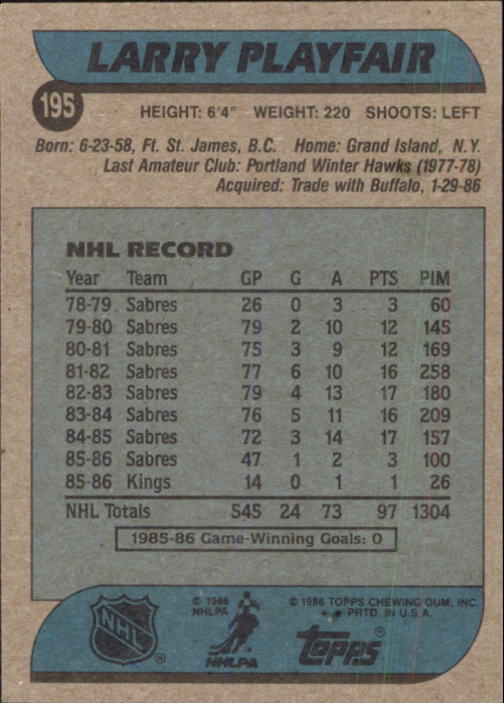 LARRY PLAYFAIR
195
HEIGHT: 6'4" WEIGHT: 220 SHOOTS: LEFT
Born: 6-23-58, Ft. St. James, B.C. Home: Grand Island, N.Y.
Last Amateur Club: Portland Winter Hawks (1977-78)
Acquired: Trade with Buffalo, 1-29-86
NHL RECORD
Year Team GP G A PTS PIM
78-79 Sabres 26 0 3 3 60
79-80 Sabres 79 2 10 12 145
80-81 Sabres 75 3 9 12 169
81-82 Sabres 77 6 10 16 258
82-83 Sabres 79 4 13 17 180
83-84 Sabres 76 5 11 16 209
84-85 Sabres 72 3 14 17 157
85-86 Sabres 47 1 2 3 100
85-86 Kings 14 0 1 1 26
NHL Totals 545 24 73 97 1304
1985-86 Game-Winning Goals: 0
NHL ®
© 1986
NHLPA
NHLPA
© 1986 TOPPS CHEWING GUM, INC.
** PRTD. IN U.S.A.
topps®